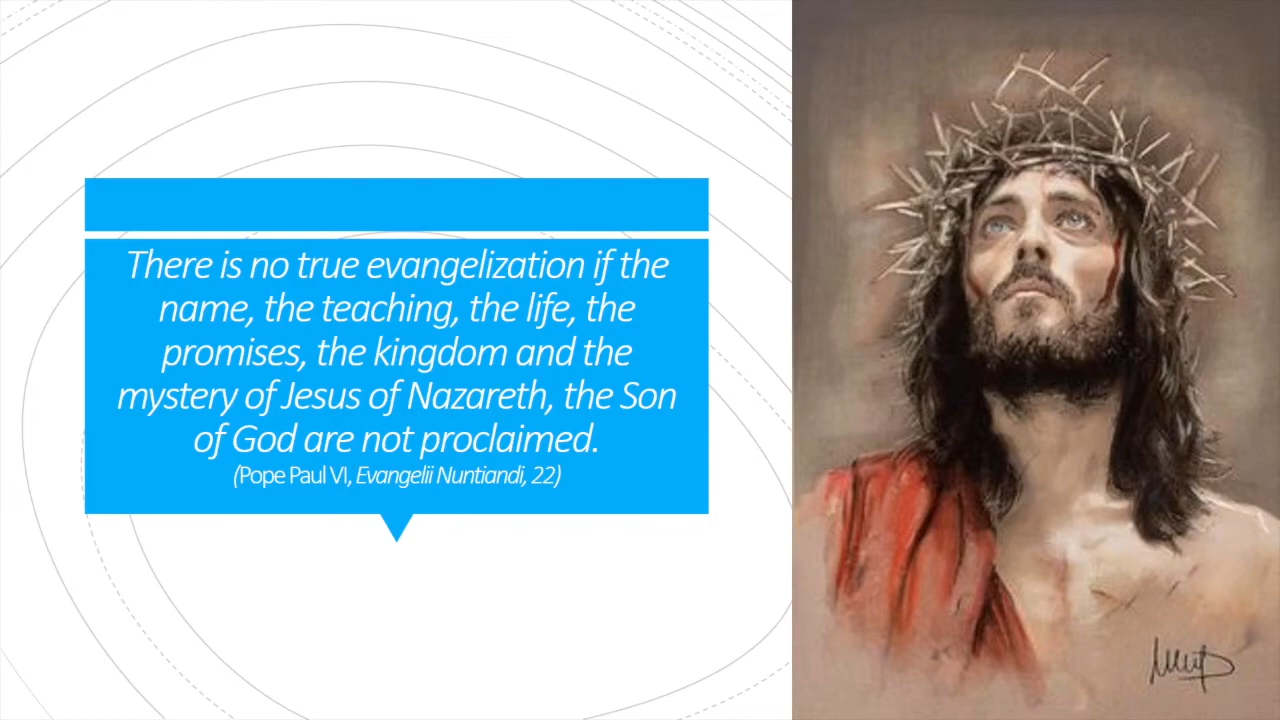 There is no true evangelization if the
name, the teaching, the life, the
promises, the kingdom and the
mystery of Jesus of Nazareth, the Son
of God are not proclaimed.
(Pope Paul VI, Evangelii Nuntiandi, 22)